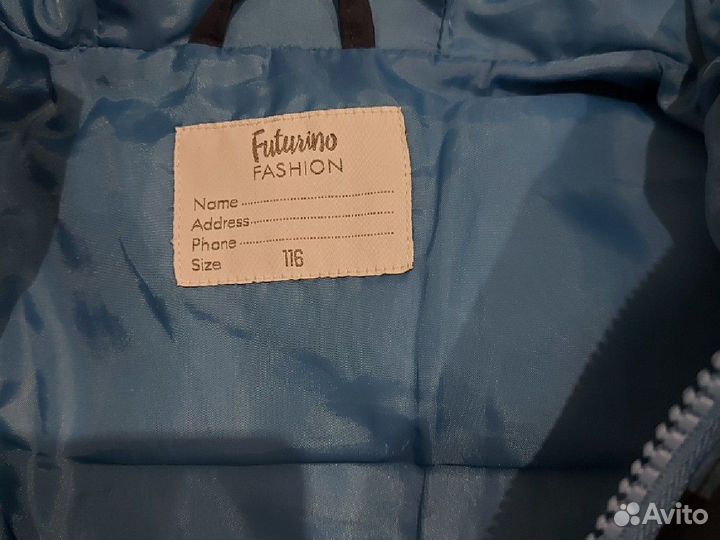 Futurino
FASHION
Name
Address
Phone
Size 116
Avito